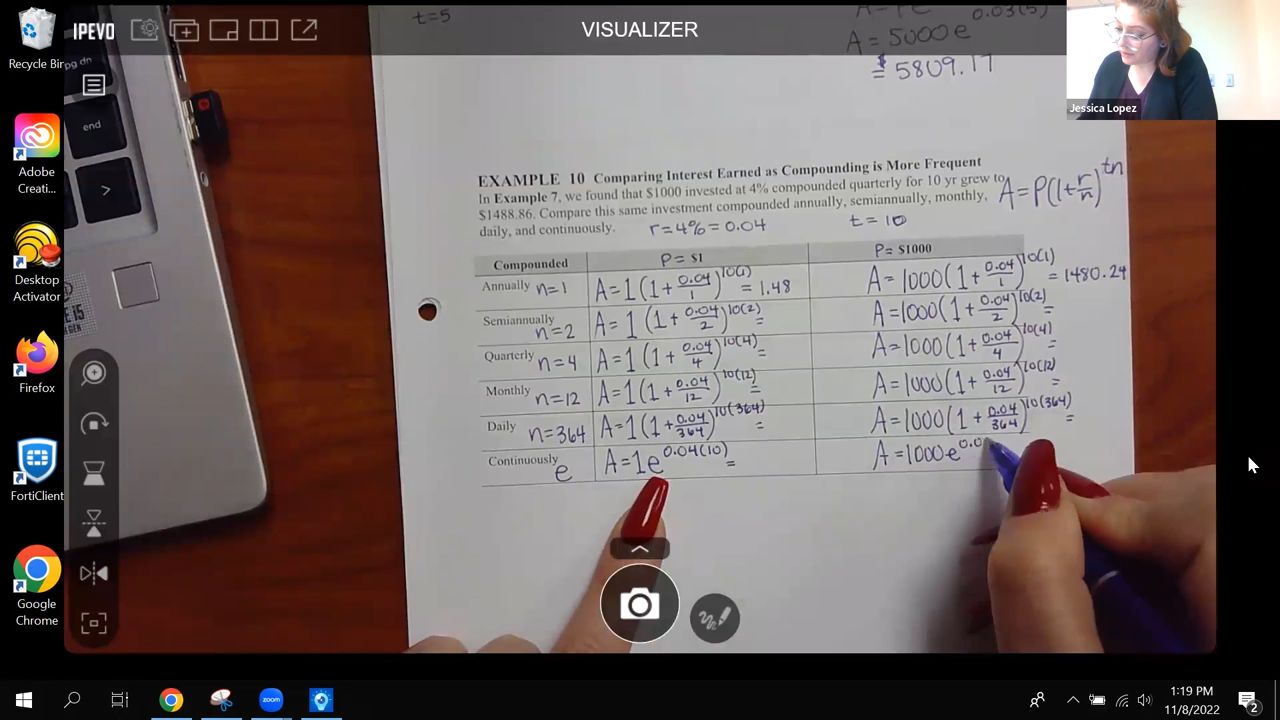 Recycle Bin
Adobe
Creati...
Desktop
Activator
Firefox
FortiClient
Google
Chrome
IPEVO
VISUALIZER
Jessica Lopez
pg dn
end
t=5
0.03(5)
A = 5000e
= $5809.17
EXAMPLE 10 Comparing Interest Earned as Compounding is More Frequent
In Example 7, we found that $1000 invested at 4% compounded quarterly for 10 yr grew to
$1488.86. Compare this same investment compounded annually, semiannually, monthly,
daily, and continuously.
r=4%=0.04
t=10
A=P(1+r/n)^tn
Compounded P=$1 P=$1000
Annually n=1 A=1(1+0.04/1)^10(1) =1.48 A=1000(1+0.04/1)^10(1) =1480.24
Semiannually n=2 A=1(1+0.04/2)^10(2) = A=1000(1+0.04/2)^10(2) =
Quarterly n=4 A=1(1+0.04/4)^10(4) = A=1000(1+0.04/4)^10(4) =
Monthly n=12 A=1(1+0.04/12)^10(12) = A=1000(1+0.04/12)^10(12) =
Daily n=364 A=1(1+0.04/364)^10(364) = A=1000(1+0.04/364)^10(364) =
Continuously e A=1e^0.04(10) = A=1000e^0.0
zoom
1:19 PM
11/8/2022
2